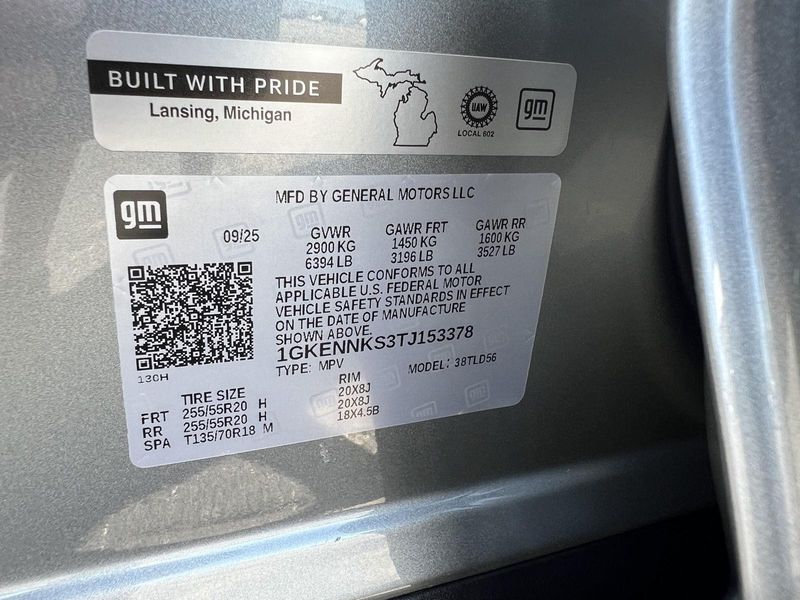 BUILT WITH PRIDE
Lansing, Michigan
UAW
LOCAL 602
gm
gm
MFD BY GENERAL MOTORS LLC
09/25 GVWR GAWR FRT GAWR RR
2900 KG 1450 KG 1600 KG
6394 LB 3196 LB 3527 LB
THIS VEHICLE CONFORMS TO ALL
APPLICABLE U.S. FEDERAL MOTOR
VEHICLE SAFETY STANDARDS IN EFFECT
ON THE DATE OF MANUFACTURE
SHOWN ABOVE.
1GKENNKS3TJ153378
130H TYPE: MPV MODEL: 38TLD56
TIRE SIZE RIM
FRT 255/55R20 H 20X8J
RR 255/55R20 H 20X8J
SPA T135/70R18 M 18X4.5B